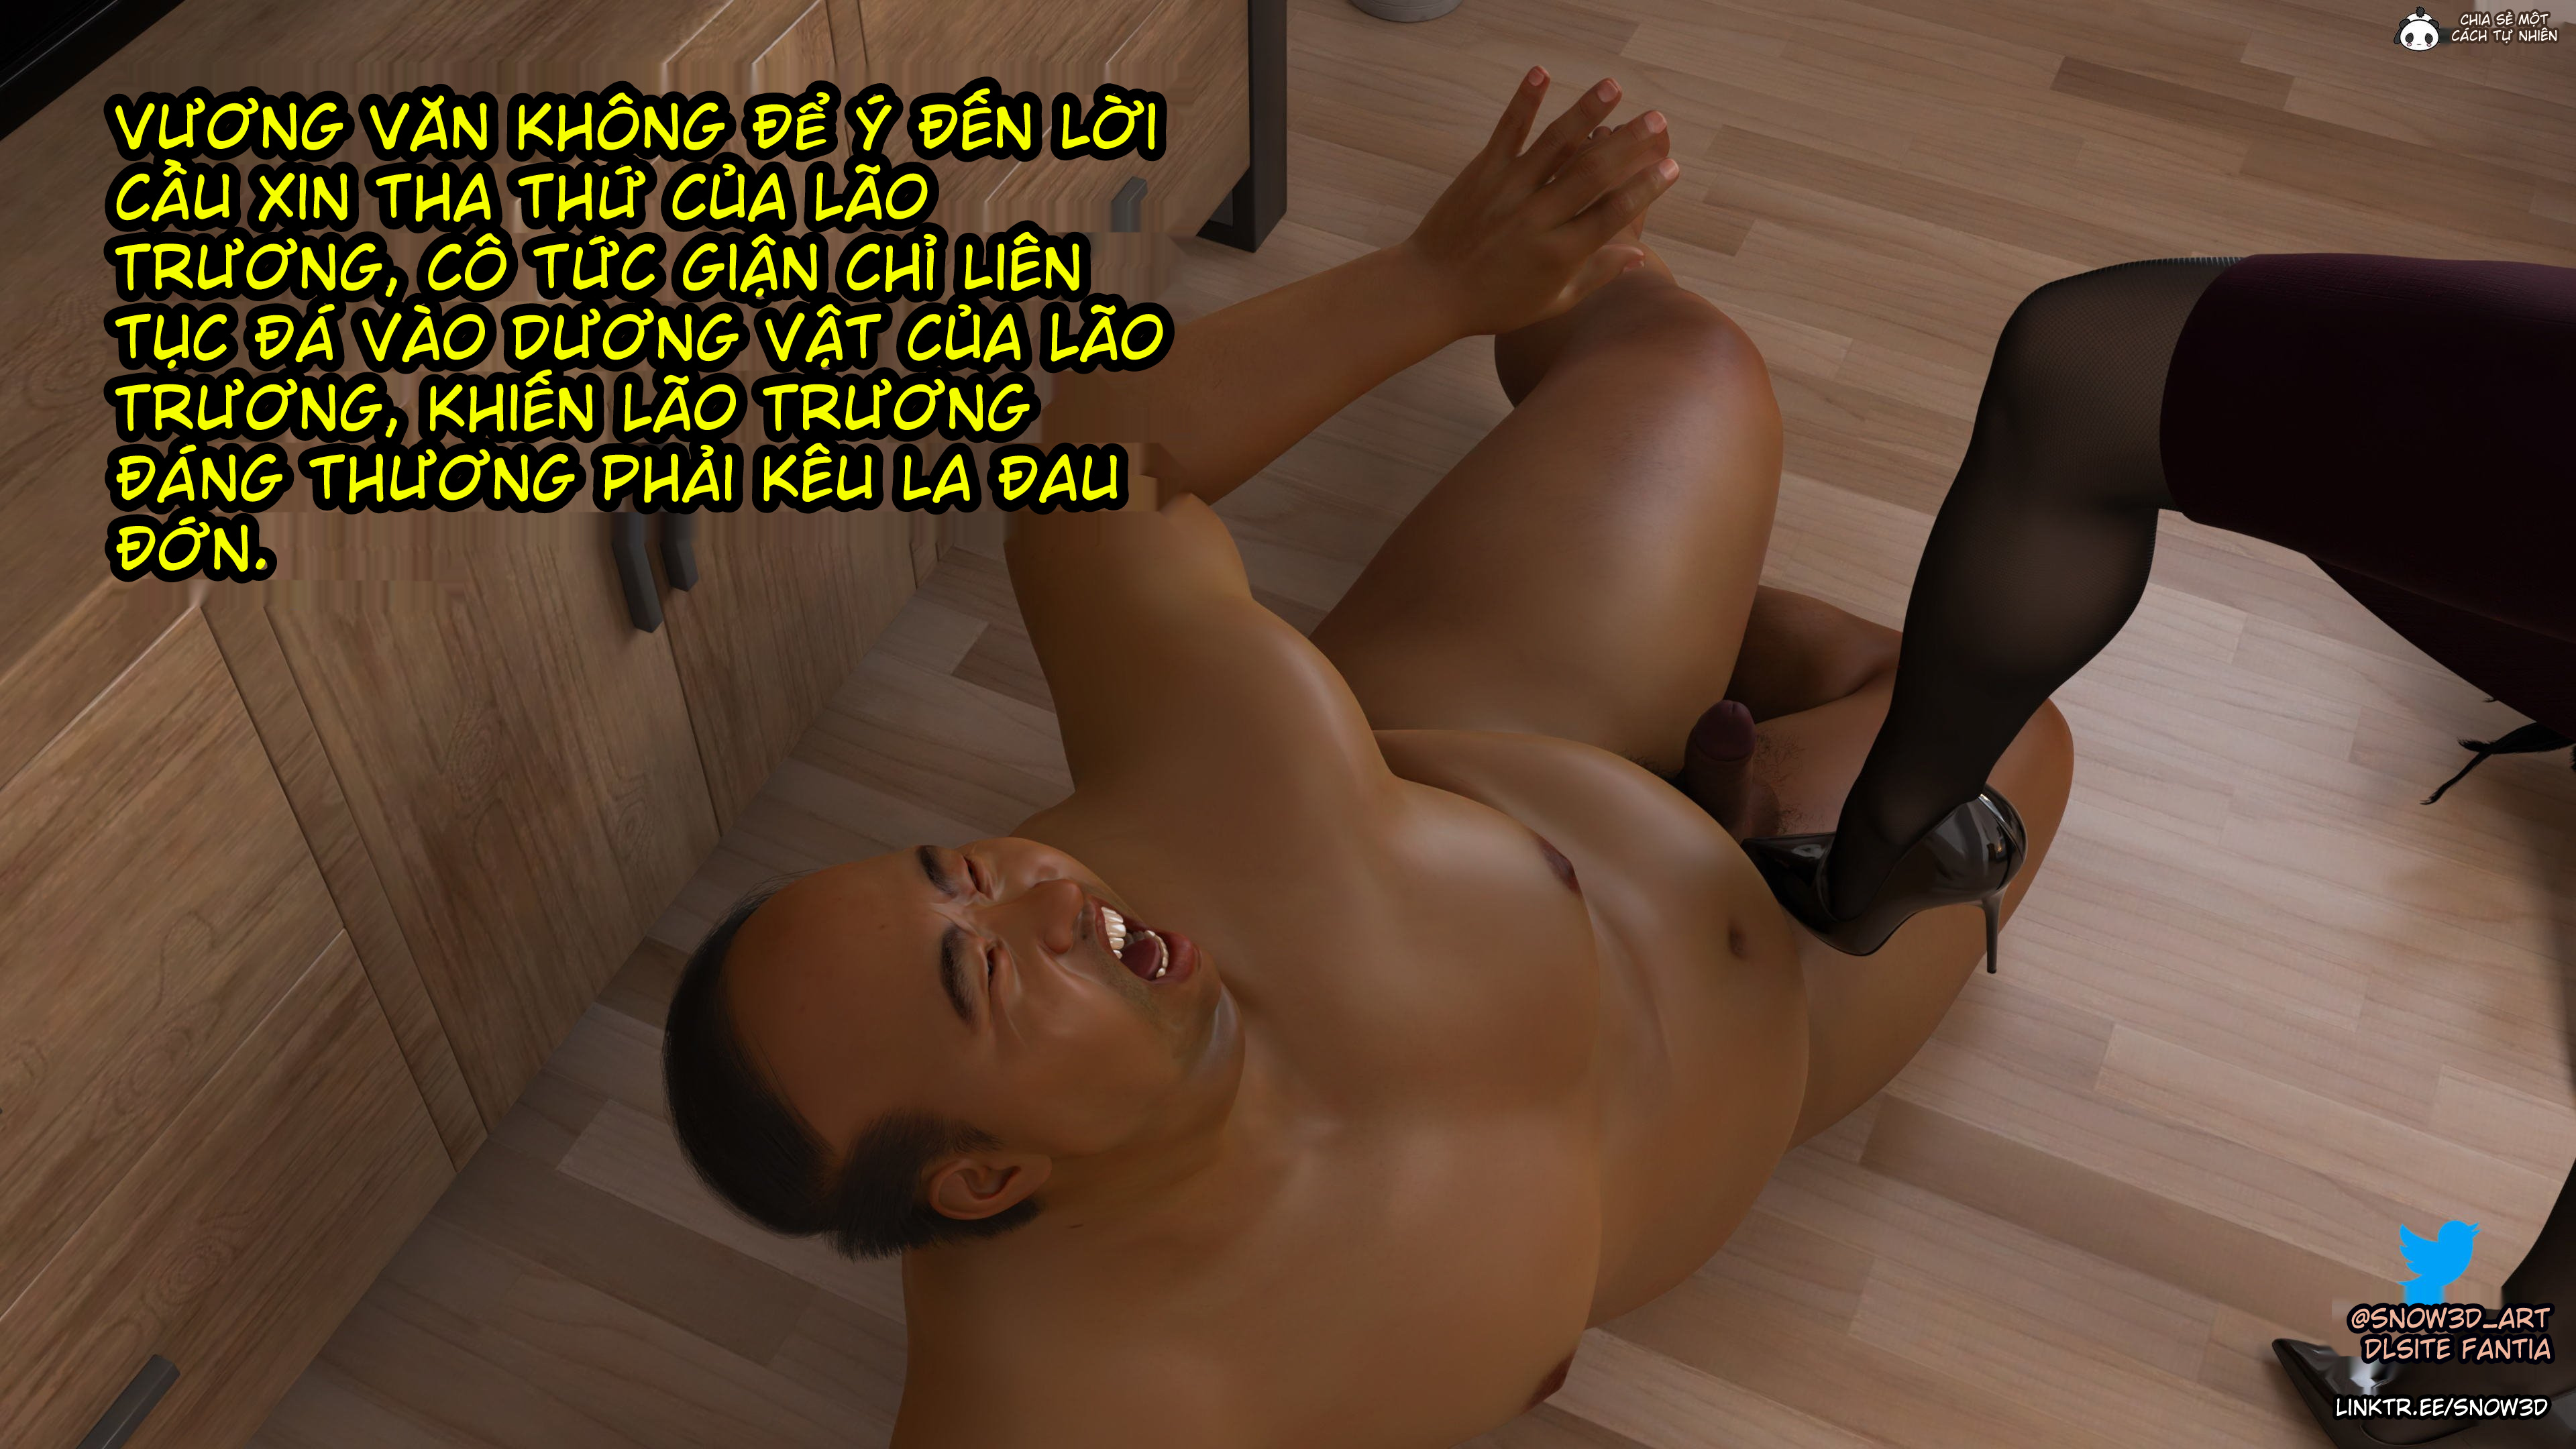 CHIA SẺ MỘT
CÁCH TỰ NHIÊN
VƯƠNG VĂN KHÔNG ĐỂ Ý ĐẾN LỜI
CẦU XIN THA THỨ CỦA LÃO
TRƯƠNG, CÔ TỨC GIẬN CHỈ LIÊN
TỤC ĐÁ VÀO DƯƠNG VẬT CỦA LÃO
TRƯƠNG, KHIẾN LÃO TRƯƠNG
ĐÁNG THƯƠNG PHẢI KÊU LA ĐAU
ĐỚN.
@SNOW3D_ART
DLSITE FANTIA
LINKTR.EE/SNOW3D